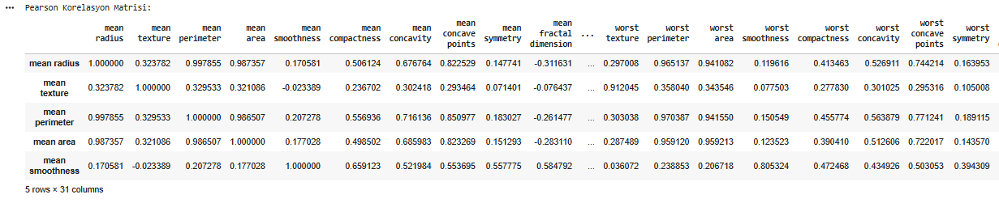 ••• Pearson Korelasyon Matrisi:
mean radius mean texture mean perimeter mean area mean smoothness mean compactness mean concavity mean concave points mean symmetry mean fractal dimension ... worst texture worst perimeter worst area worst smoothness worst compactness worst concavity worst concave points worst symmetry
mean radius 1.000000 0.323782 0.997855 0.987357 0.170581 0.506124 0.676764 0.822529 0.147741 -0.311631 ... 0.297008 0.965137 0.941082 0.119616 0.413463 0.526911 0.744214 0.163953
mean texture 0.323782 1.000000 0.329533 0.321086 -0.023389 0.236702 0.302418 0.293464 0.071401 -0.076437 ... 0.912045 0.358040 0.343546 0.077503 0.277830 0.301025 0.295316 0.105008
mean perimeter 0.997855 0.329533 1.000000 0.986507 0.207278 0.556936 0.716136 0.850977 0.183027 -0.261477 ... 0.303038 0.970387 0.941550 0.150549 0.455774 0.563879 0.771241 0.189115
mean area 0.987357 0.321086 0.986507 1.000000 0.177028 0.498502 0.685983 0.823269 0.151293 -0.283110 ... 0.287489 0.959120 0.959213 0.123523 0.390410 0.512606 0.722017 0.143570
mean smoothness 0.170581 -0.023389 0.207278 0.177028 1.000000 0.659123 0.521984 0.553695 0.557775 0.584792 ... 0.036072 0.238853 0.206718 0.805324 0.472468 0.434926 0.503053 0.394309
5 rows × 31 columns